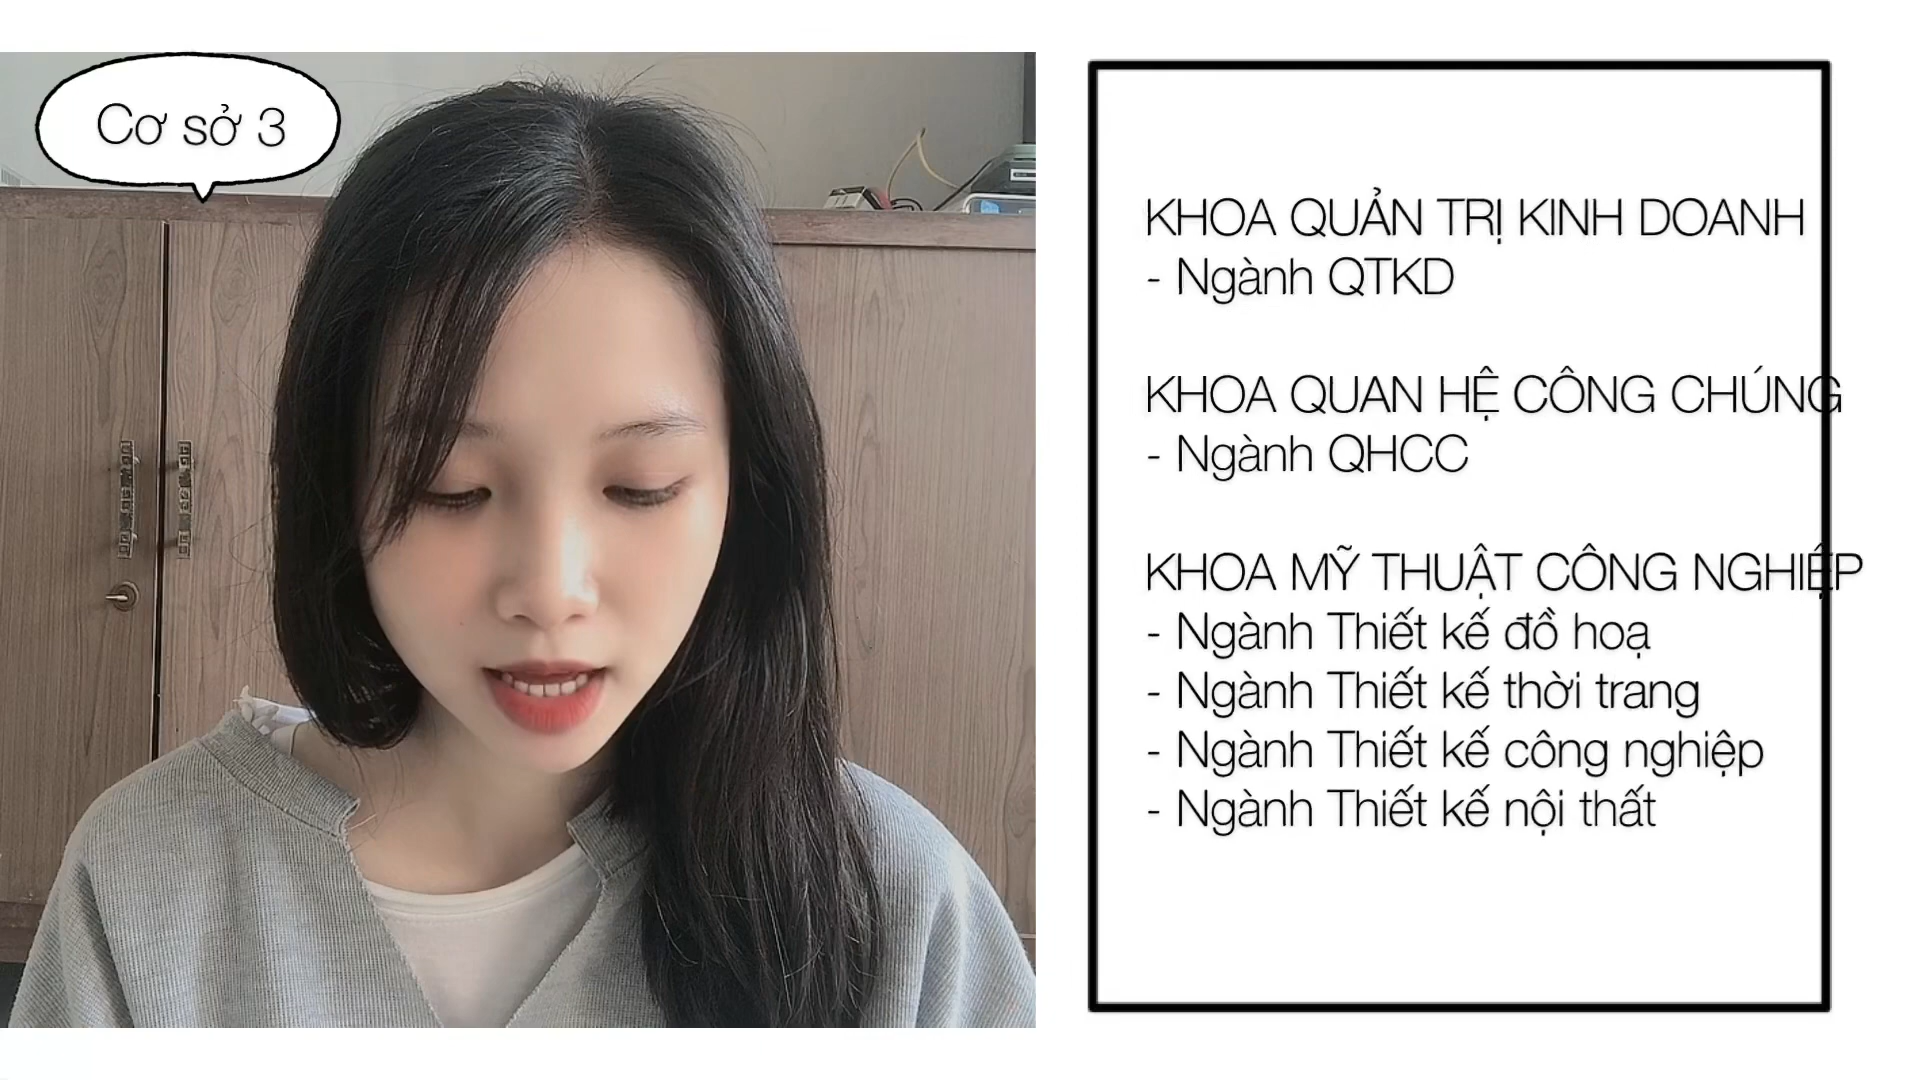 Cơ sở 3
KHOA QUẢN TRỊ KINH DOANH
- Ngành QTKD
KHOA QUAN HỆ CÔNG CHÚNG
- Ngành QHCC
KHOA MỸ THUẬT CÔNG NGHIỆP
- Ngành Thiết kế đồ hoạ
- Ngành Thiết kế thời trang
- Ngành Thiết kế công nghiệp
- Ngành Thiết kế nội thất